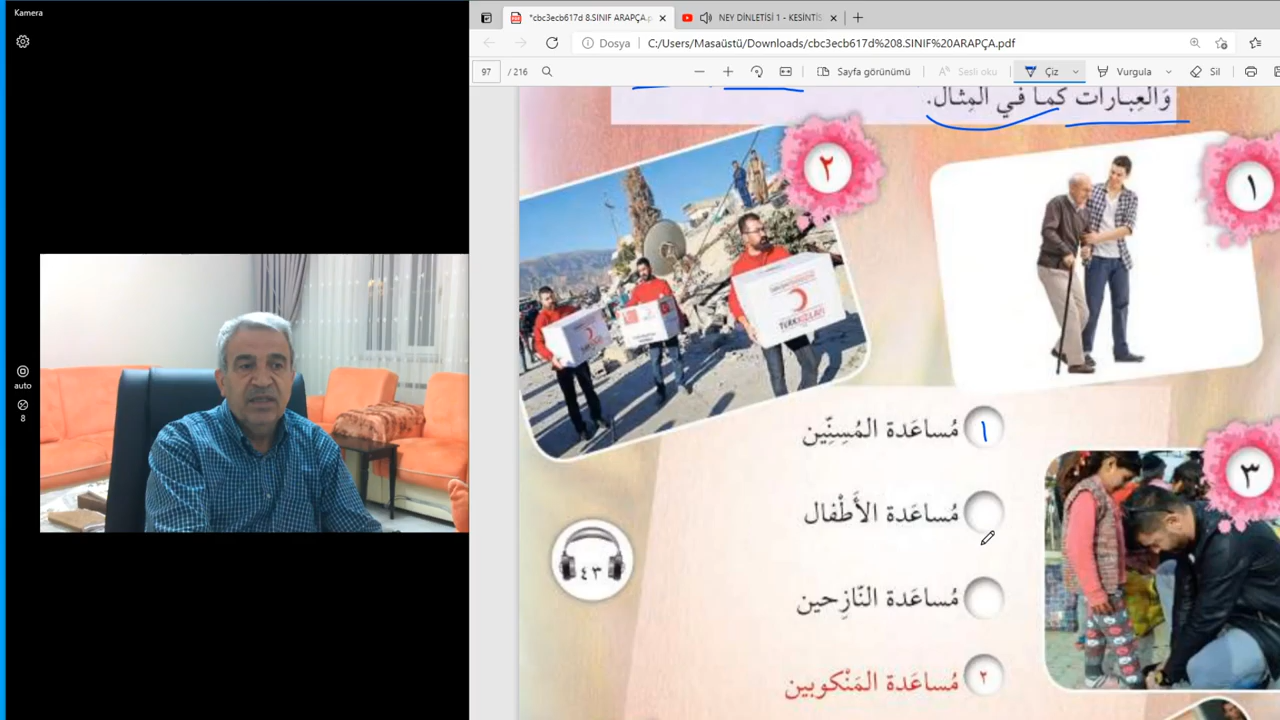 Kamera
*cbc3ecb617d 8.SINIF ARAPÇA.p
NEY DİNLETİSİ 1 - KESİNTİS
Dosya
C:/Users/Masaüstü/Downloads/cbc3ecb617d%208.SINIF%20ARAPÇA.pdf
97 / 216
Sayfa görünümü
Sesli oku
Çiz
Vurgula
Sil
auto
8
وَالعِبارات كَما في المِثال.
٢
١
TÜRK KIZILAYI
١ مُساعَدة المُسِنّين
مُساعَدة الأَطْفال
٣
٤٣
مُساعَدة النّازِحين
٢ مُساعَدة المَنْكوبين